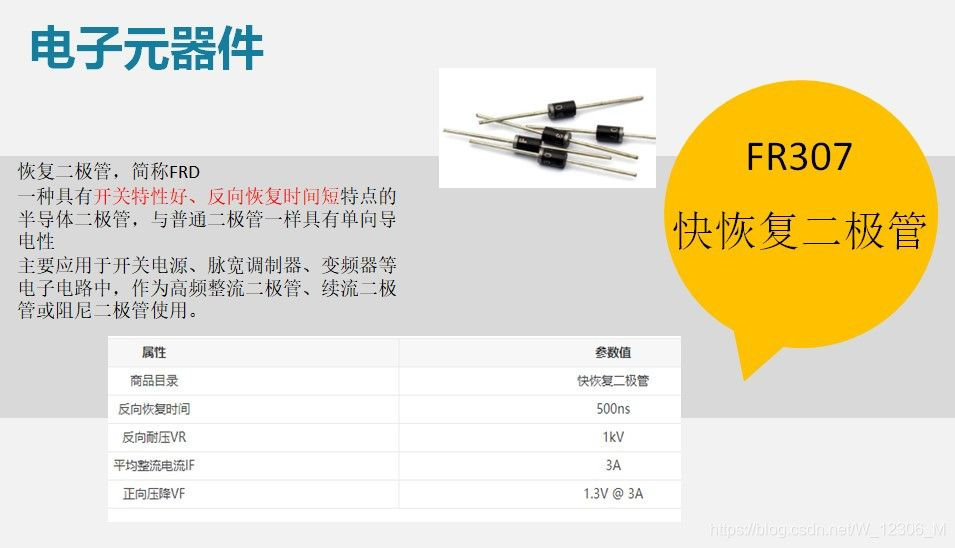 电子元器件
FR307
快恢复二极管
恢复二极管，简称FRD
一种具有开关特性好、反向恢复时间短特点的
半导体二极管，与普通二极管一样具有单向导
电性
主要应用于开关电源、脉宽调制器、变频器等
电子电路中，作为高频整流二极管、续流二极
管或阻尼二极管使用。
属性 参数值
商品目录 快恢复二极管
反向恢复时间 500ns
反向耐压VR 1kV
平均整流电流IF 3A
正向压降VF 1.3V @ 3A
https://blog.csdn.net/W_12306_M